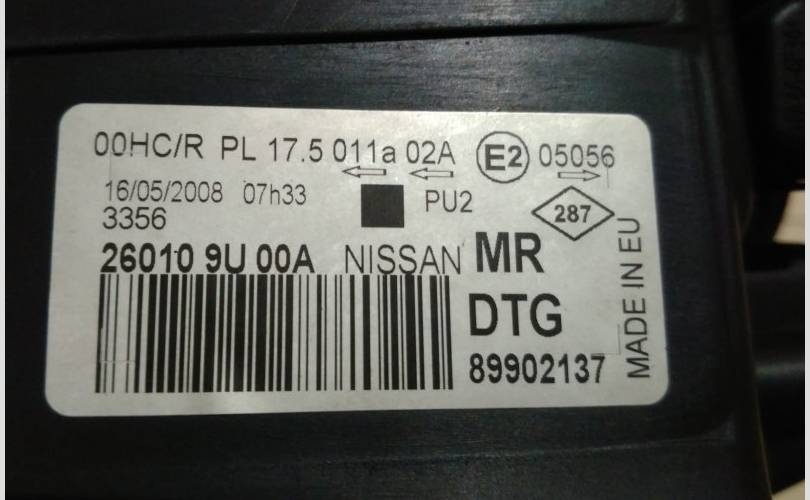 00HC/R PL 17.5 011a 02A E2 05056
16/05/2008 07h33 PU2
287
3356
26010 9U 00A NISSAN MR
DTG
89902137
MADE IN EU